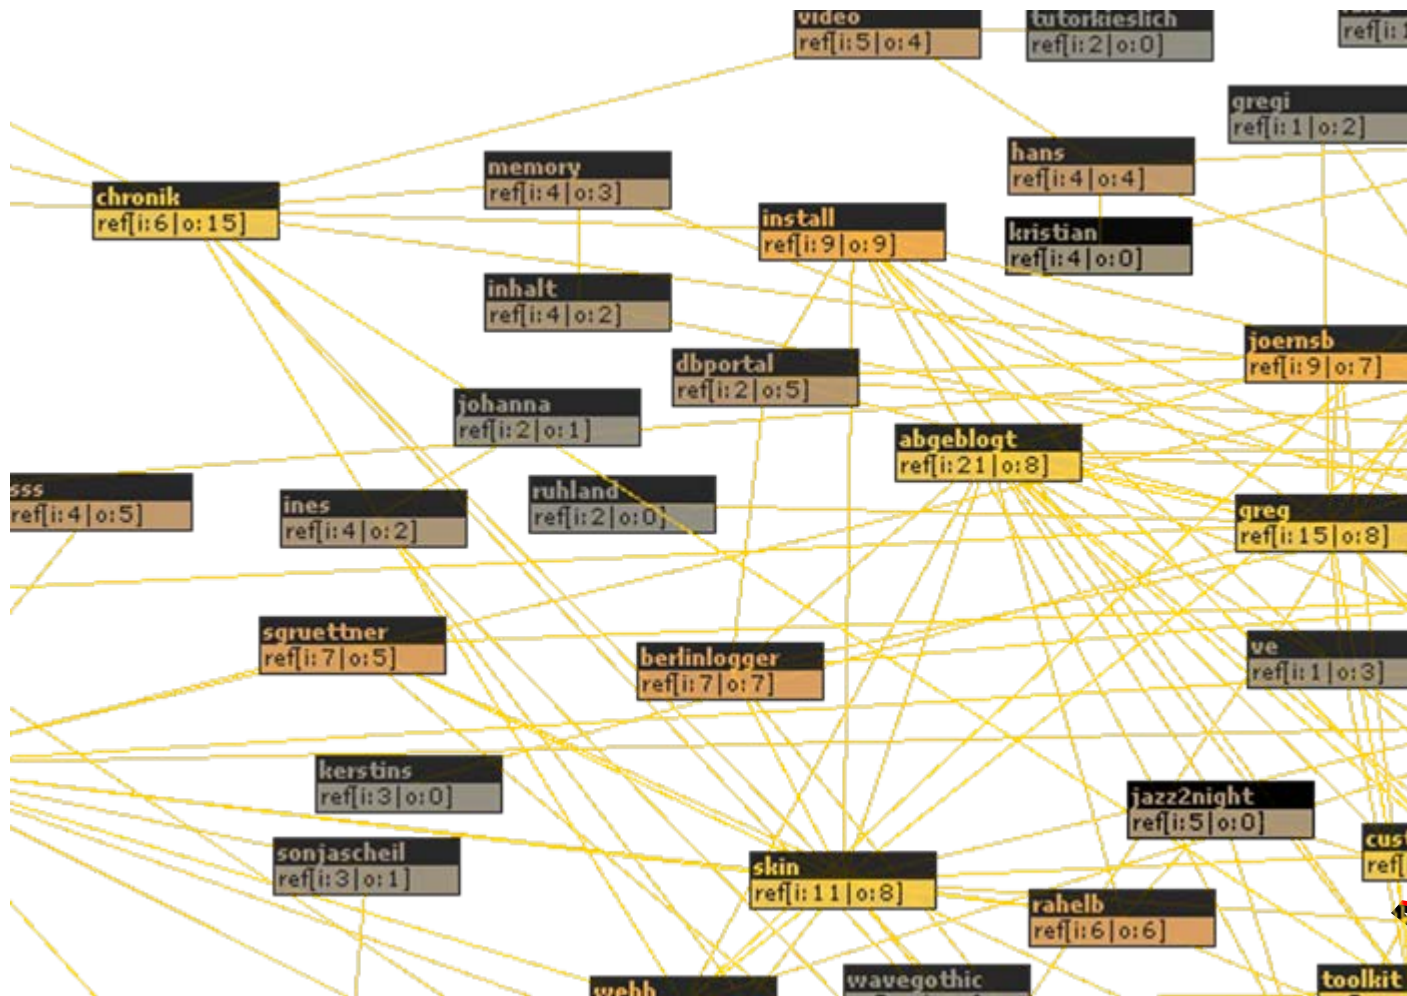 video
ref[i:5|o:4]
tutorkieslich
ref[i:2|o:0]
ref[i:1
gregi
ref[i:1|o:2]
hans
ref[i:4|o:4]
memory
ref[i:4|o:3]
chronik
ref[i:6|o:15]
install
ref[i:9|o:9]
kristian
ref[i:4|o:0]
inhalt
ref[i:4|o:2]
joernsb
ref[i:9|o:7]
dbportal
ref[i:2|o:5]
johanna
ref[i:2|o:1]
abgeblogt
ref[i:21|o:8]
sss
ref[i:4|o:5]
ines
ref[i:4|o:2]
ruhland
ref[i:2|o:0]
greg
ref[i:15|o:8]
sgruettner
ref[i:7|o:5]
berlinlogger
ref[i:7|o:7]
ve
ref[i:1|o:3]
kerstins
ref[i:3|o:0]
jazz2night
ref[i:5|o:0]
sonjascheil
ref[i:3|o:1]
skin
ref[i:11|o:8]
cust
ref[
rahelb
ref[i:6|o:6]
webb
wavegothic
toolkit